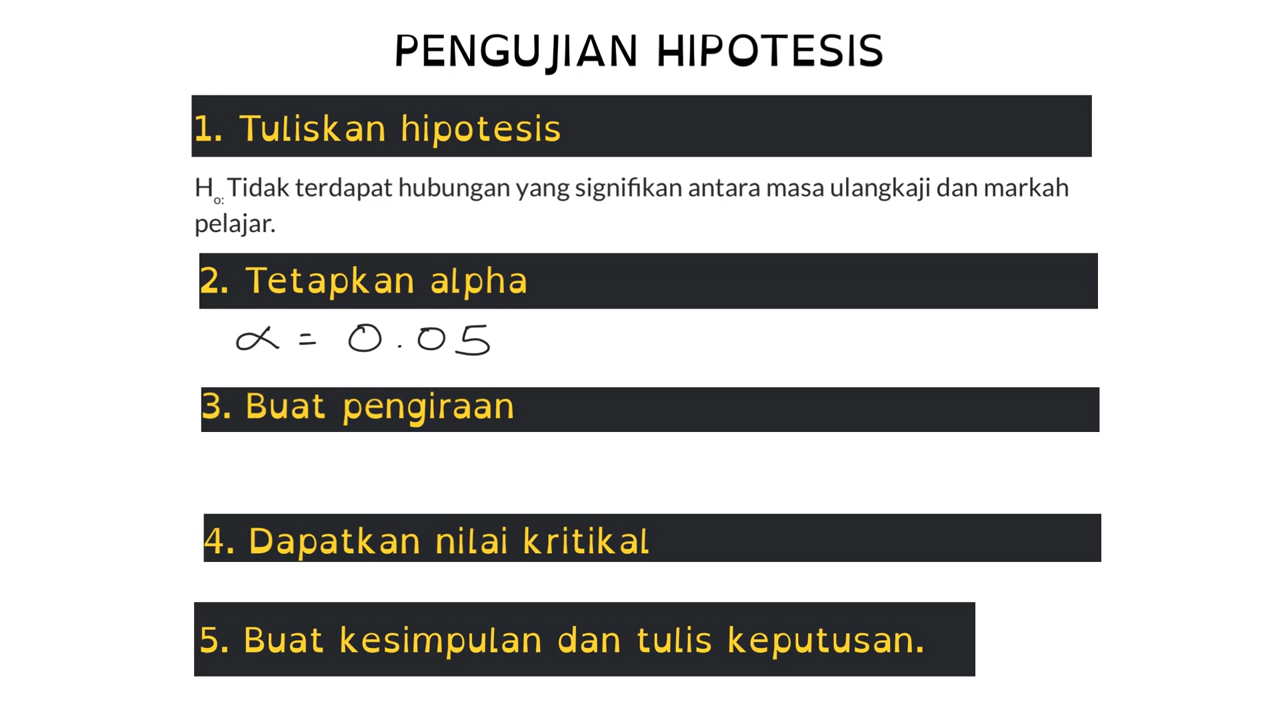 PENGUJIAN HIPOTESIS
1. Tuliskan hipotesis
Ho: Tidak terdapat hubungan yang signifikan antara masa ulangkaji dan markah
pelajar.
2. Tetapkan alpha
α = 0.05
3. Buat pengiraan
4. Dapatkan nilai kritikal
5. Buat kesimpulan dan tulis keputusan.